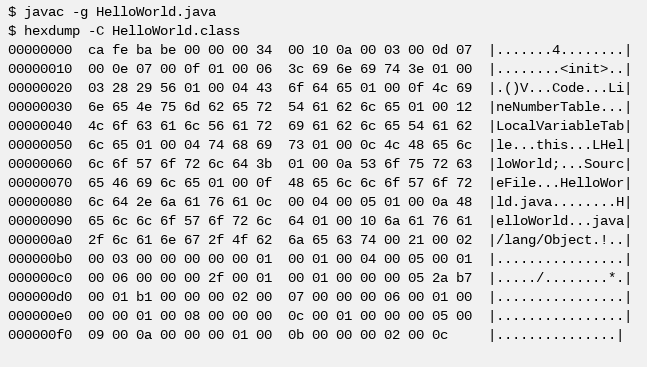 $ javac -g HelloWorld.java
$ hexdump -C HelloWorld.class
00000000  ca fe ba be 00 00 00 34  00 10 0a 00 03 00 0d 07  |.......4........|
00000010  00 0e 07 00 0f 01 00 06  3c 69 6e 69 74 3e 01 00  |........<init>..|
00000020  03 28 29 56 01 00 04 43  6f 64 65 01 00 0f 4c 69  |.()V...Code...Li|
00000030  6e 65 4e 75 6d 62 65 72  54 61 62 6c 65 01 00 12  |neNumberTable...|
00000040  4c 6f 63 61 6c 56 61 72  69 61 62 6c 65 54 61 62  |LocalVariableTab|
00000050  6c 65 01 00 04 74 68 69  73 01 00 0c 4c 48 65 6c  |le...this...LHel|
00000060  6c 6f 57 6f 72 6c 64 3b  01 00 0a 53 6f 75 72 63  |loWorld;...Sourc|
00000070  65 46 69 6c 65 01 00 0f  48 65 6c 6c 6f 57 6f 72  |eFile...HelloWor|
00000080  6c 64 2e 6a 61 76 61 0c  00 04 00 05 01 00 0a 48  |ld.java........H|
00000090  65 6c 6c 6f 57 6f 72 6c  64 01 00 10 6a 61 76 61  |elloWorld...java|
000000a0  2f 6c 61 6e 67 2f 4f 62  6a 65 63 74 00 21 00 02  |/lang/Object.!..|
000000b0  00 03 00 00 00 00 00 01  00 01 00 04 00 05 00 01  |................|
000000c0  00 06 00 00 00 2f 00 01  00 01 00 00 00 05 2a b7  |...../........*.|
000000d0  00 01 b1 00 00 00 02 00  07 00 00 00 06 00 01 00  |................|
000000e0  00 00 01 00 08 00 00 00  0c 00 01 00 00 00 05 00  |................|
000000f0  09 00 0a 00 00 00 01 00  0b 00 00 00 02 00 0c     |...............|